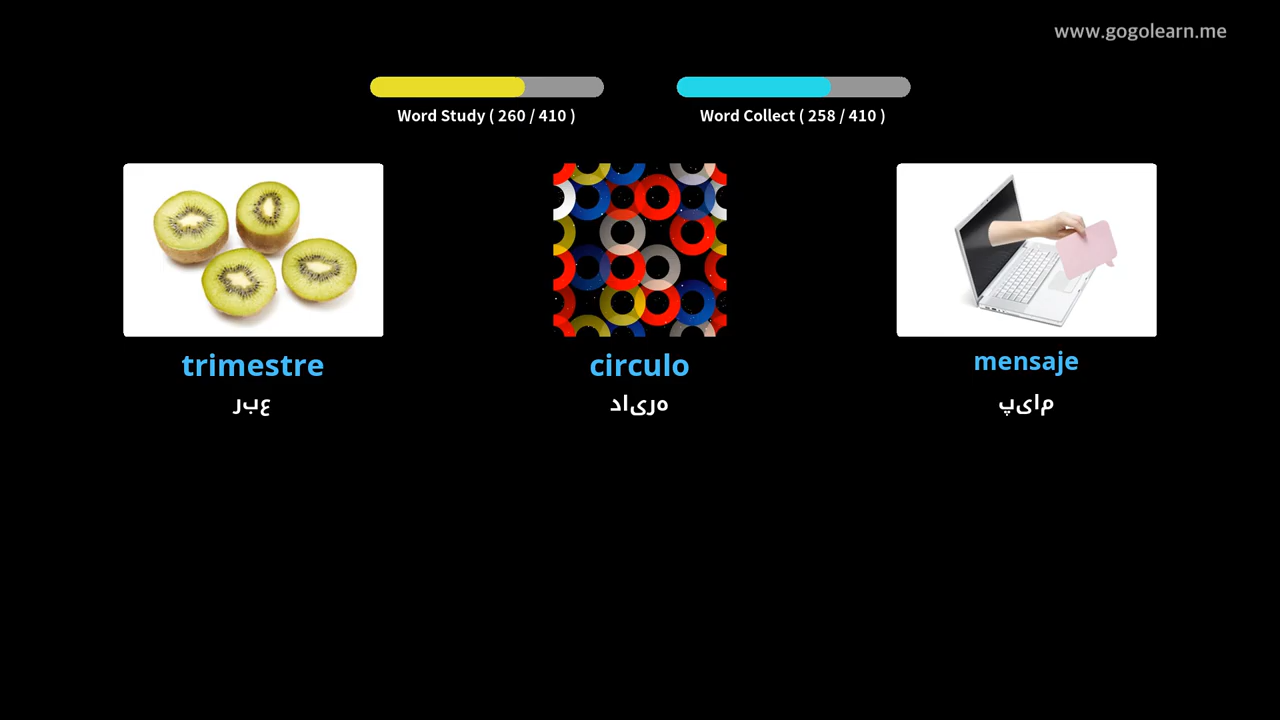 www.gogolearn.me
Word Study ( 260 / 410 )
Word Collect ( 258 / 410 )
trimestre
circulo
mensaje
ربع
دایره
پیام